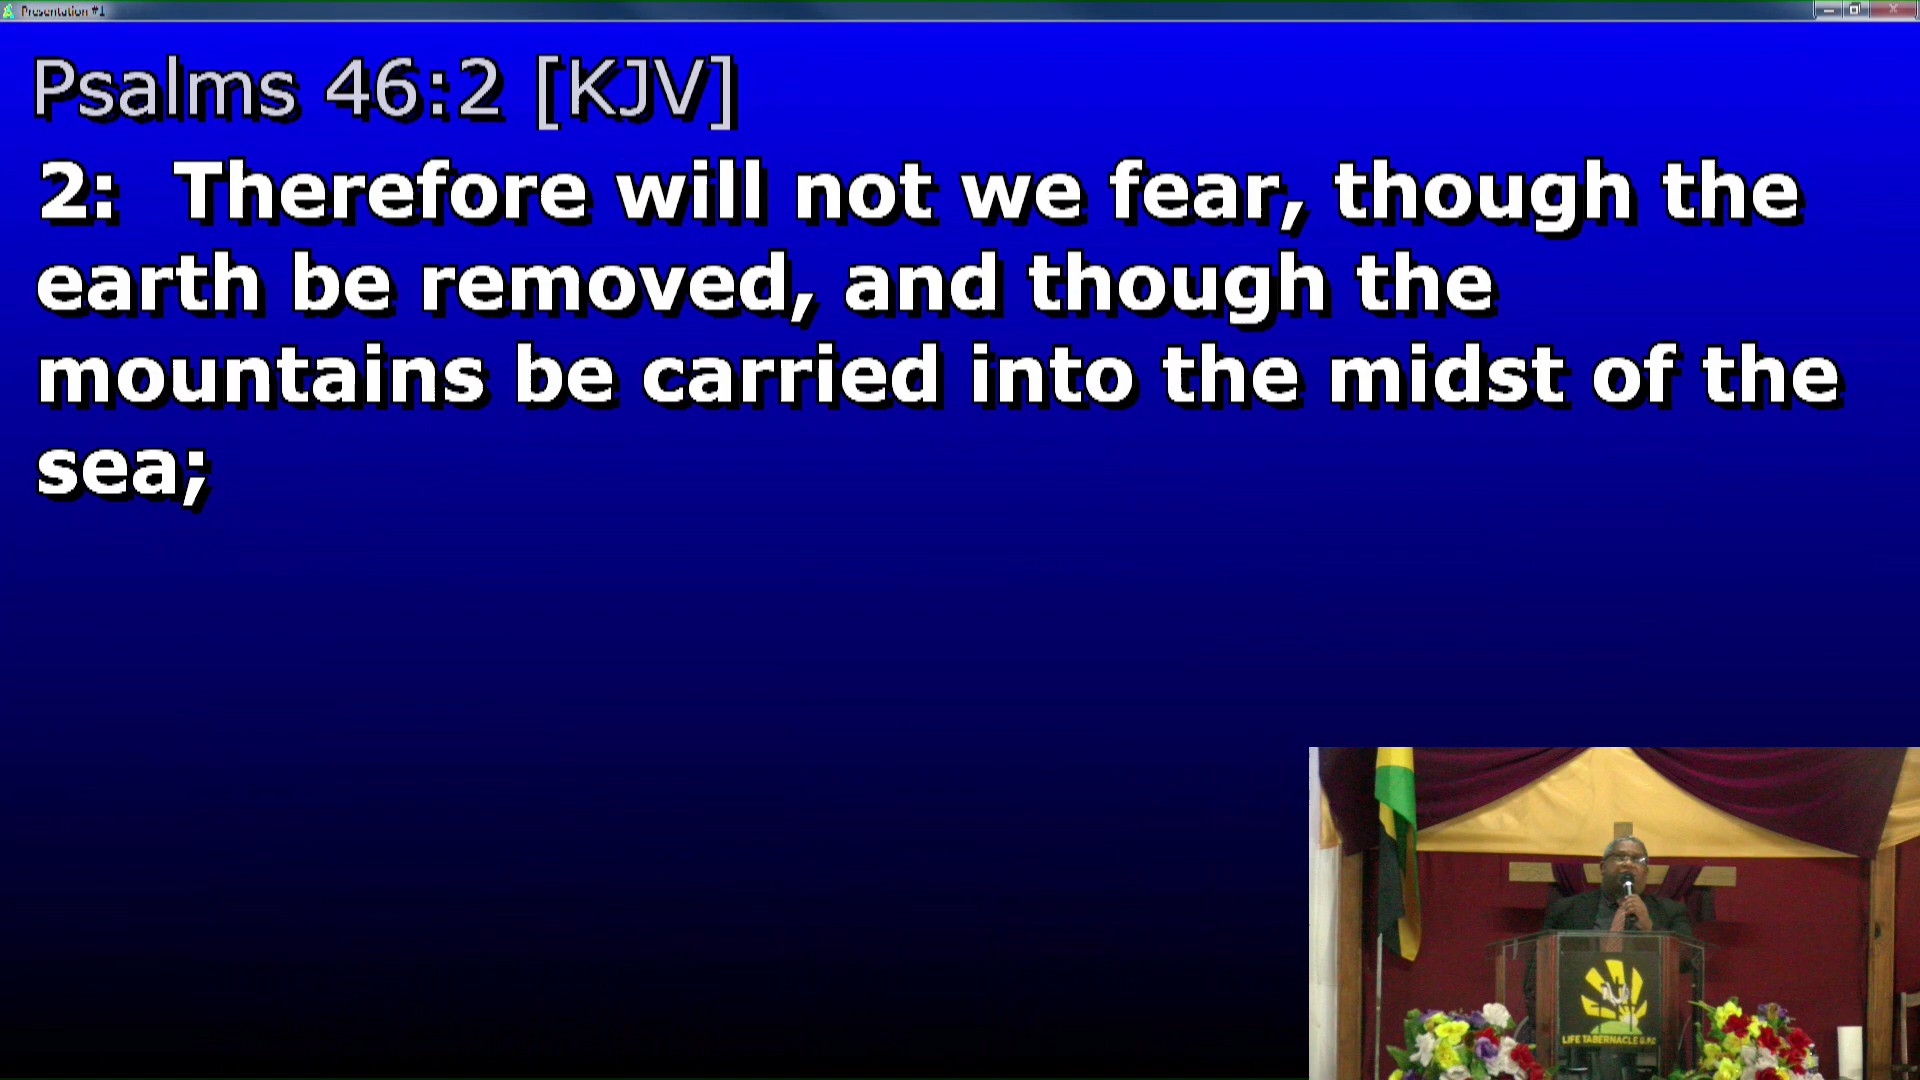 Presentation #1
Psalms 46:2 [KJV]
2: Therefore will not we fear, though the
earth be removed, and though the
mountains be carried into the midst of the
sea;
LIFE TABERNACLE U.P.C